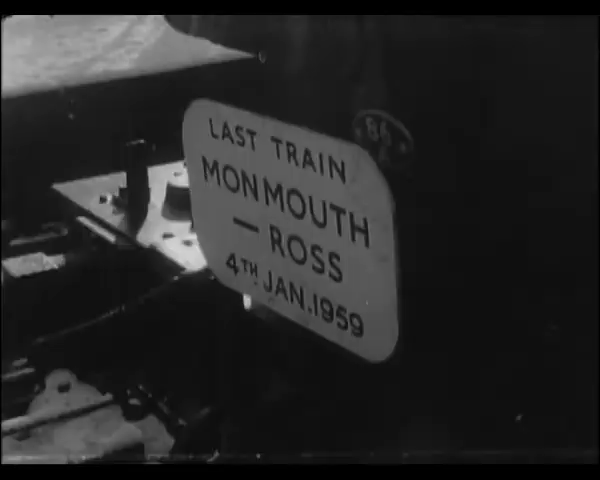 LAST TRAIN
MONMOUTH
— ROSS
4TH JAN. 1959